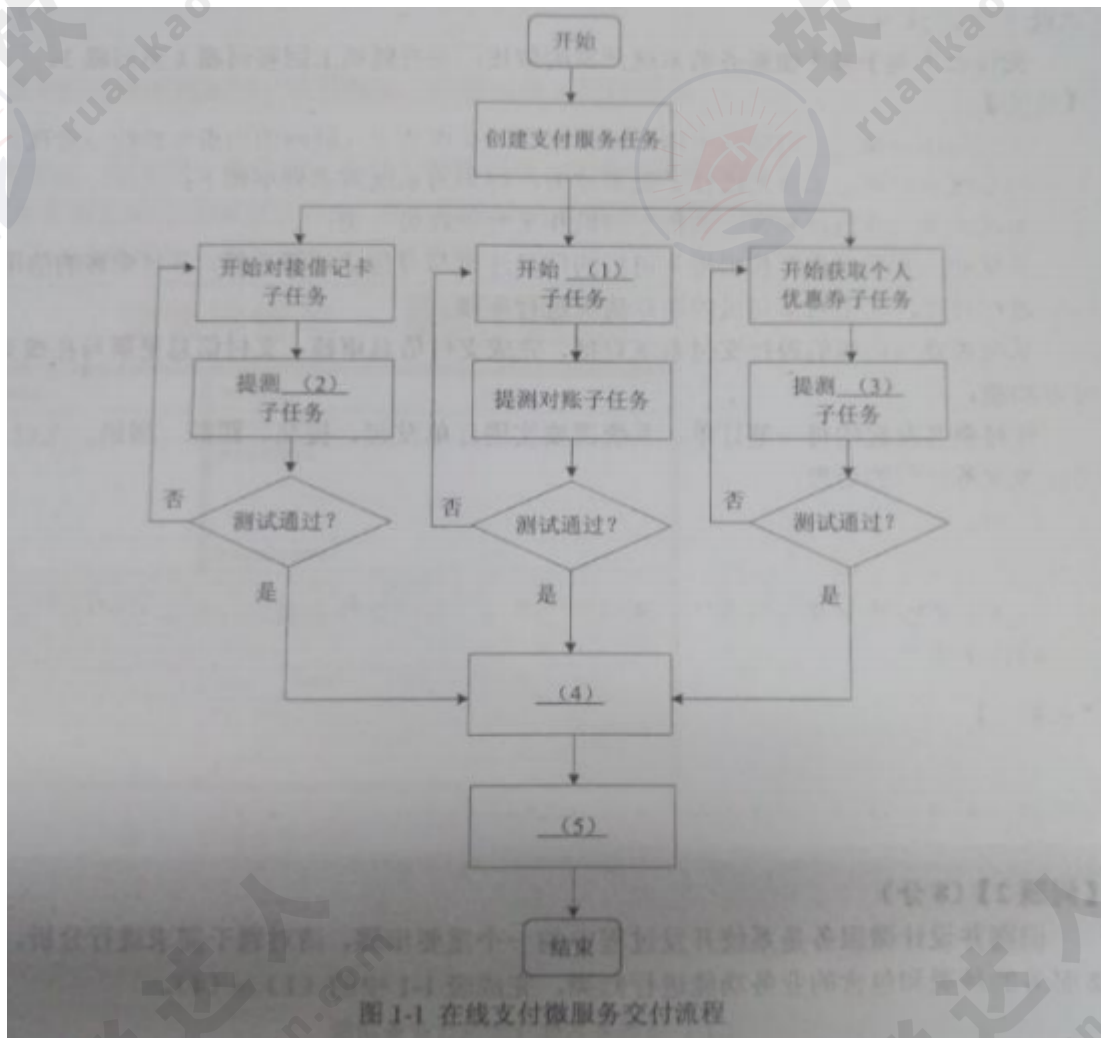 开始
创建支付服务任务
开始对接借记卡
子任务
开始 (1)
子任务
开始获取个人
优惠券子任务
提测 (2)
子任务
提测对账子任务
提测 (3)
子任务
否
测试通过?
否
测试通过?
否
测试通过?
是
是
是
(4)
(5)
结束
图 1-1 在线支付微服务交付流程
ruankao
ruankao